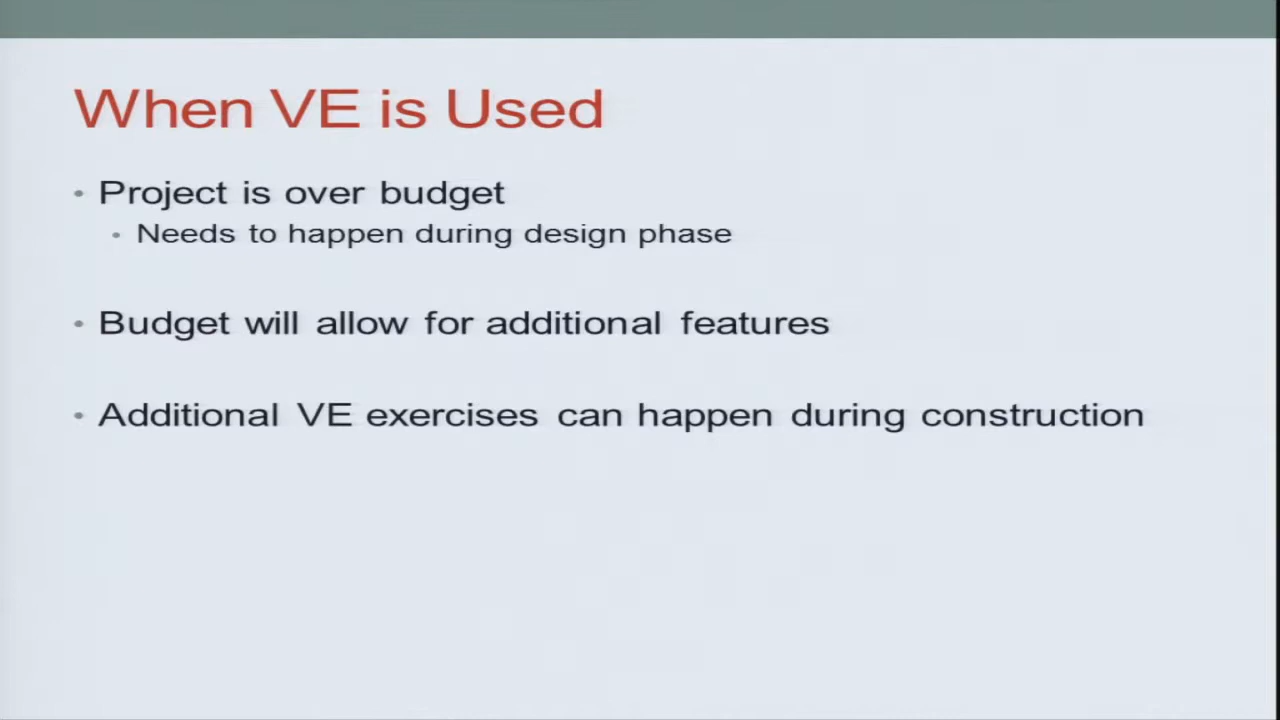 When VE is Used
• Project is over budget
• Needs to happen during design phase
• Budget will allow for additional features
• Additional VE exercises can happen during construction